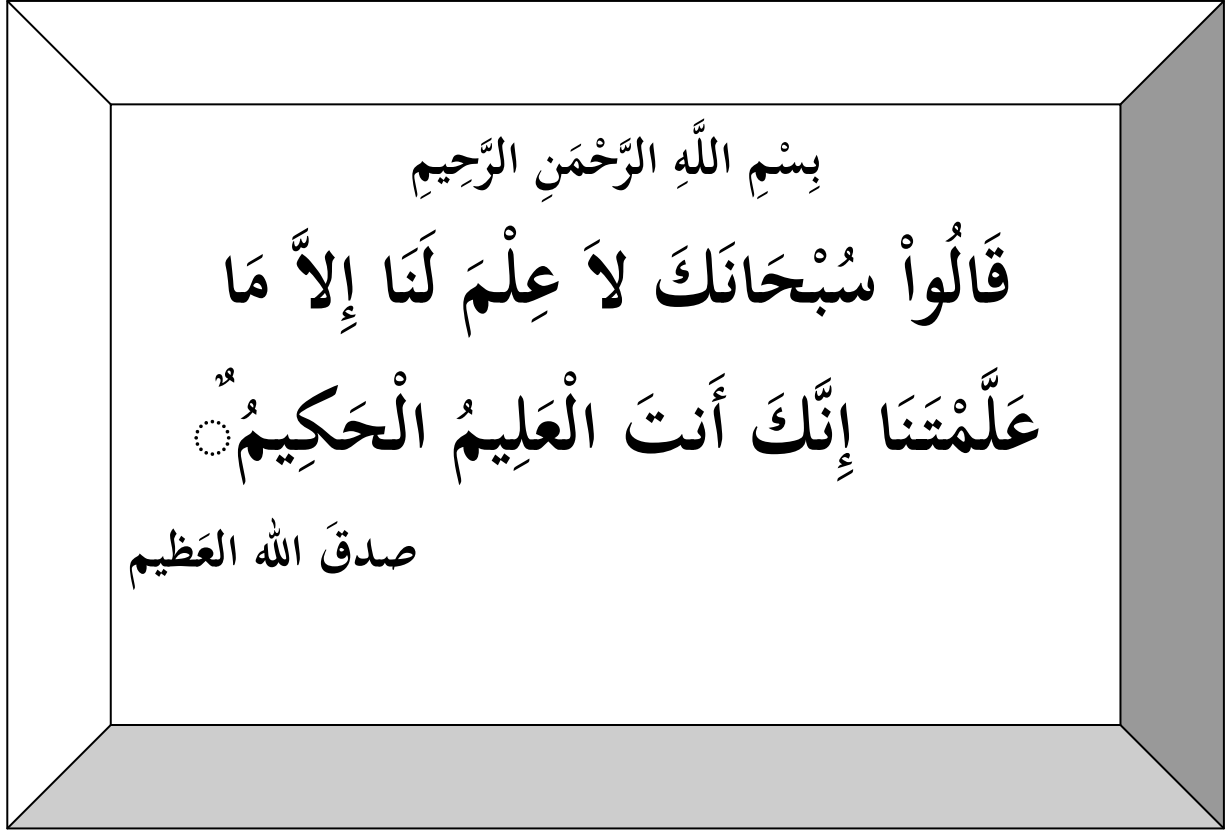 بِسْمِ اللَّهِ الرَّحْمَنِ الرَّحِيمِ
قَالُواْ سُبْحَانَكَ لاَ عِلْمَ لَنَا إِلاَّ مَا
عَلَّمْتَنَا إِنَّكَ أَنتَ الْعَلِيمُ الْحَكِيمُ ◌ٌ
صدقَ الله العَظيم